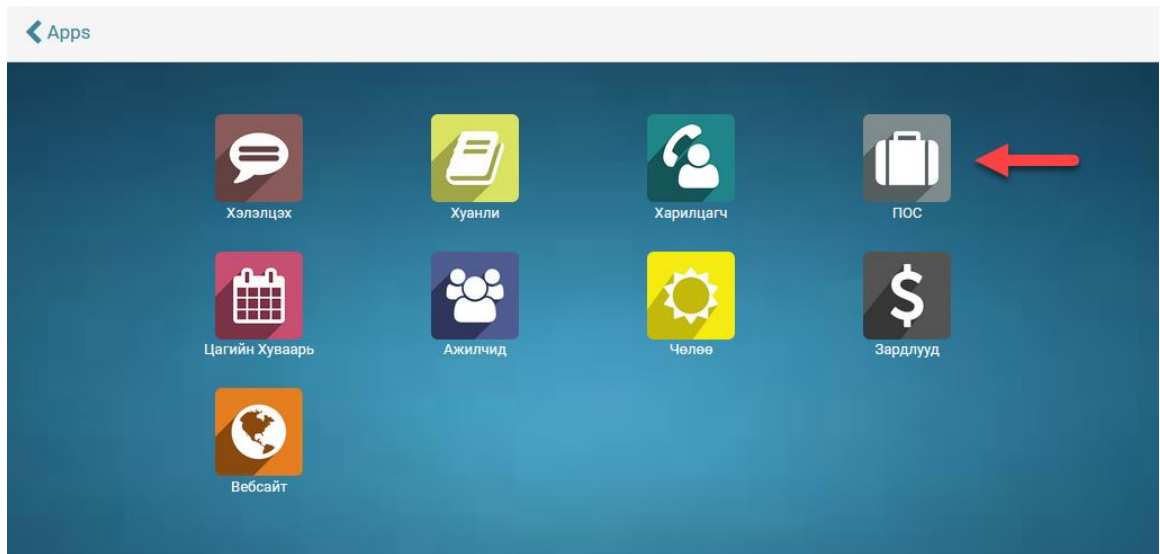 Apps
Хэлэлцэх
Хуанли
Харилцагч
ПОС
Цагийн Хуваарь
Ажилчид
Чөлөө
Зардлууд
Вебсайт